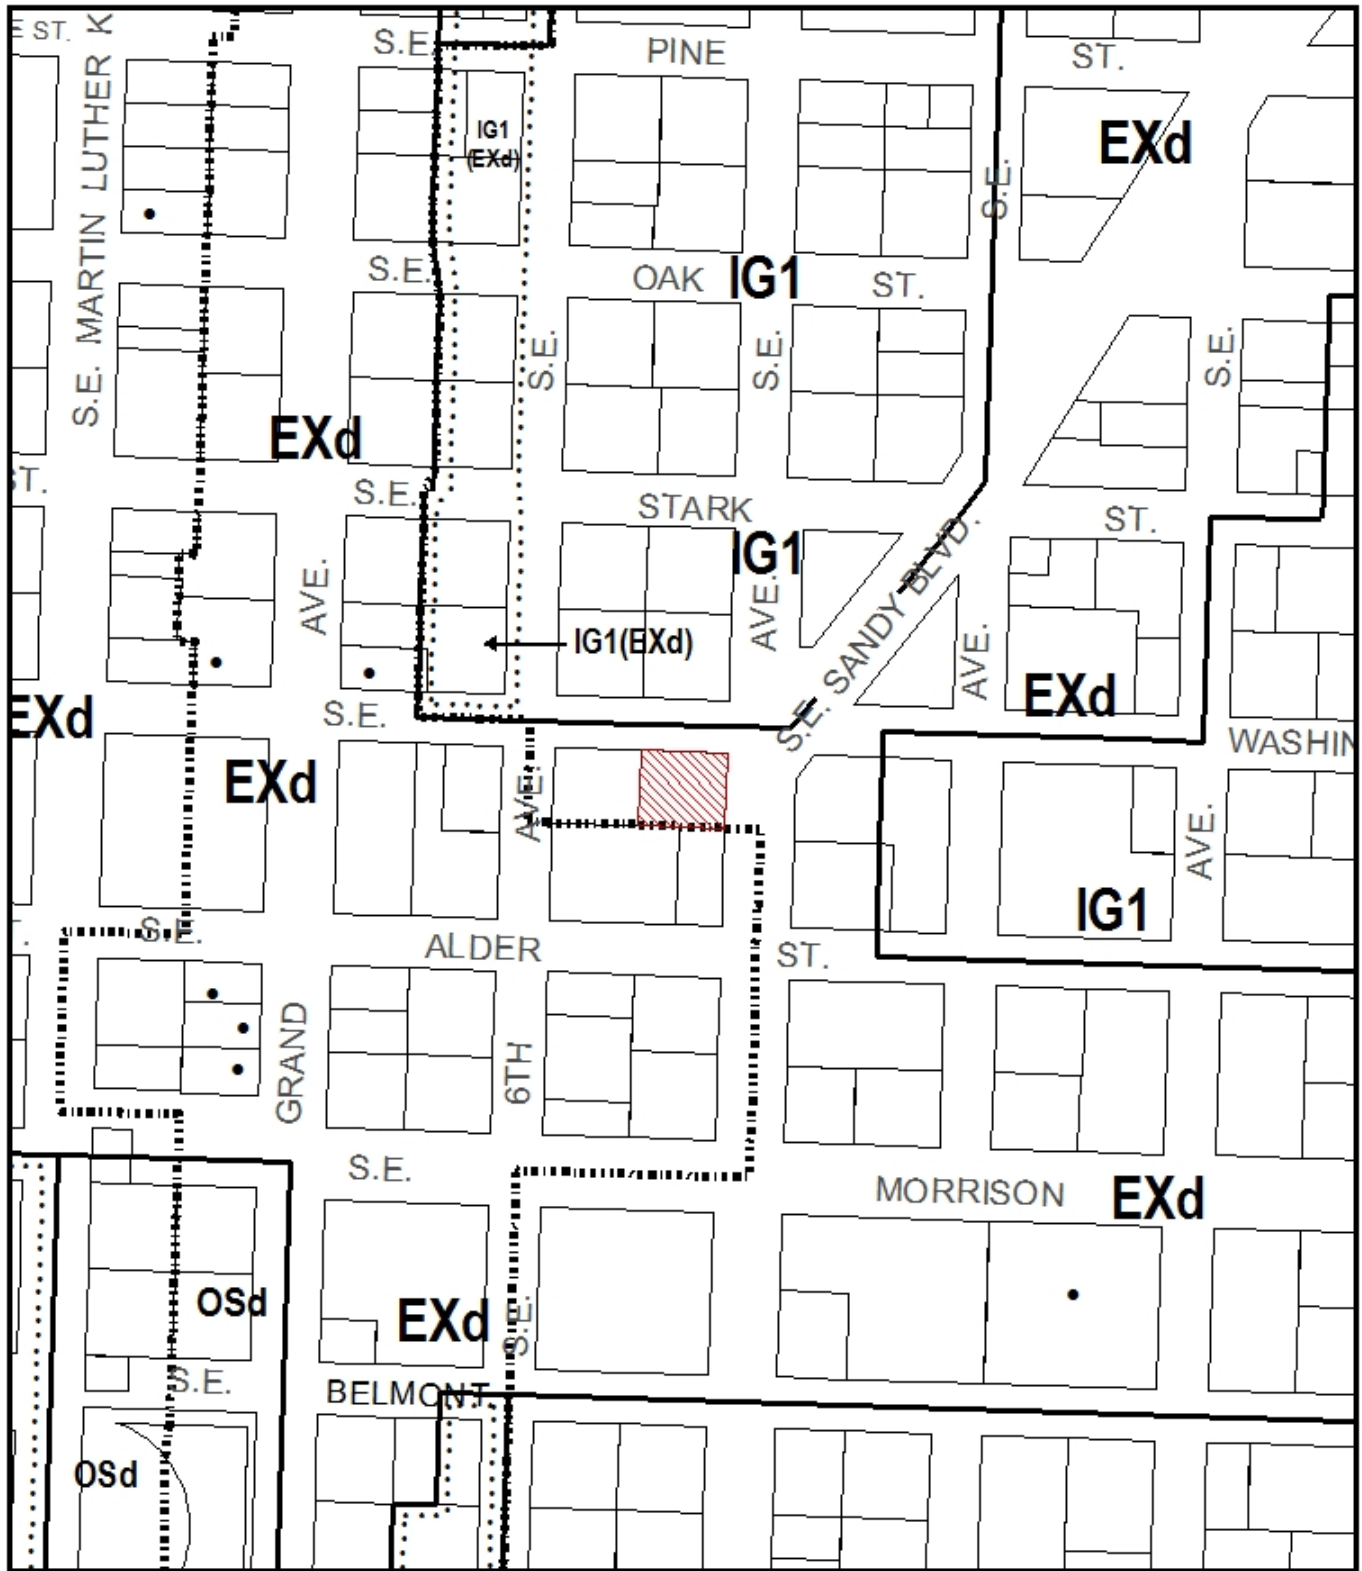 E ST.
S.E.
PINE
ST.
S.E. MARTIN LUTHER K
IG1
(EXd)
EXd
S.E.
S.E.
OAK
IG1
ST.
S.E.
S.E.
S.E.
EXd
ST.
S.E.
STARK
ST.
IG1
AVE.
AVE.
S.E. SANDY BLVD.
AVE.
IG1(EXd)
EXd
EXd
S.E.
WASHIN
EXd
AVE.
AVE.
IG1
S.E.
ALDER
ST.
GRAND
6TH
S.E.
MORRISON
EXd
OSd
EXd
S.E.
S.E.
BELMONT
OSd